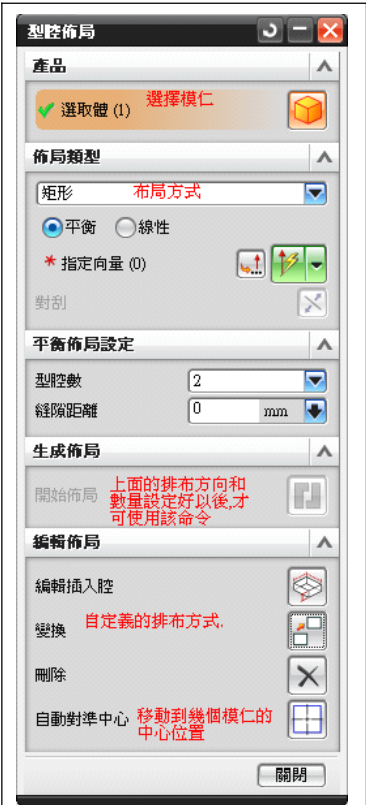 型腔佈局
產品
選取體 (1)
選擇模仁
佈局類型
矩形
布局方式
平衡
線性
* 指定向量 (0)
對刮
平衡佈局設定
型腔數
2
縫隙距離
0
mm
生成佈局
開始佈局
上面的排布方向和
數量設定好以後,才
可使用該命令
編輯佈局
編輯插入腔
變換
自定義的排布方式.
刪除
自動對準中心
移動到幾個模仁的
中心位置
關閉